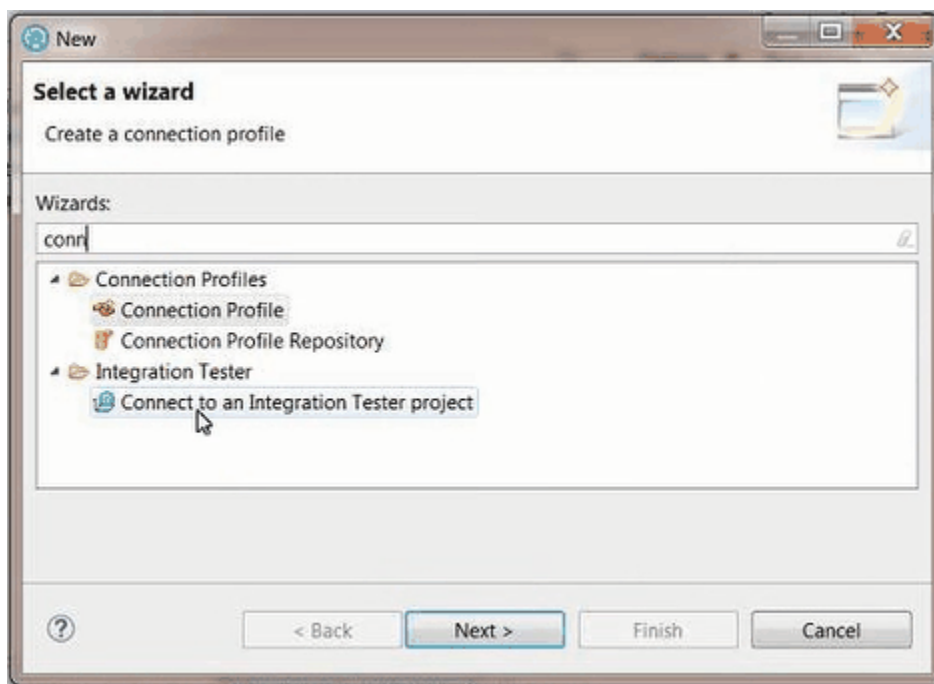 New
Select a wizard
Create a connection profile
Wizards:
conn
Connection Profiles
Connection Profile
Connection Profile Repository
Integration Tester
Connect to an Integration Tester project
< Back
Next >
Finish
Cancel